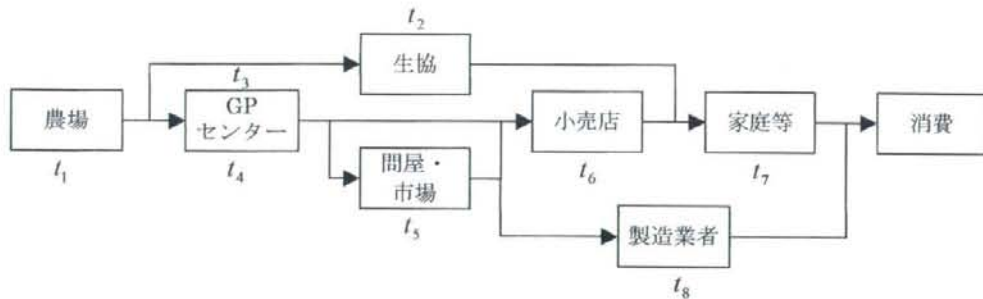 t2
生協
t3
農場
GP
センター
小売店
家庭等
消費
t1
t4
問屋・
市場
t6
t7
t5
製造業者
t8